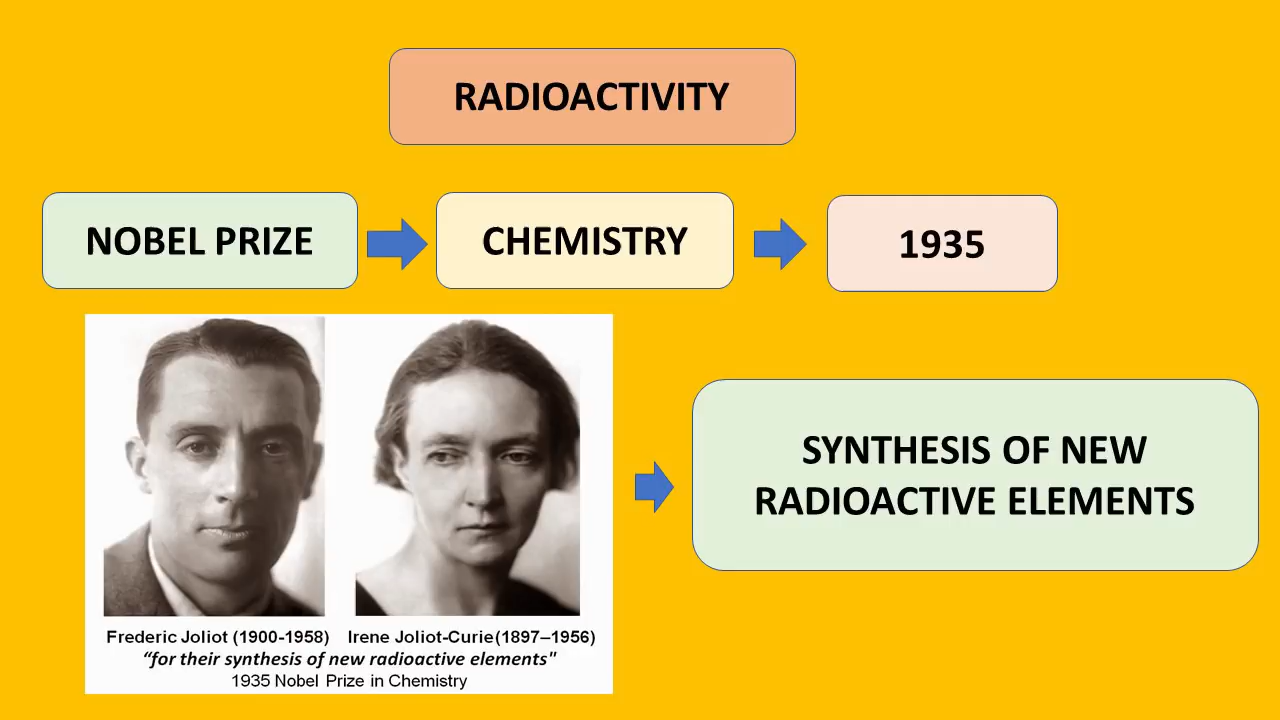 RADIOACTIVITY
NOBEL PRIZE
CHEMISTRY
1935
SYNTHESIS OF NEW
RADIOACTIVE ELEMENTS
Frederic Joliot (1900-1958) Irene Joliot-Curie(1897–1956)
“for their synthesis of new radioactive elements"
1935 Nobel Prize in Chemistry